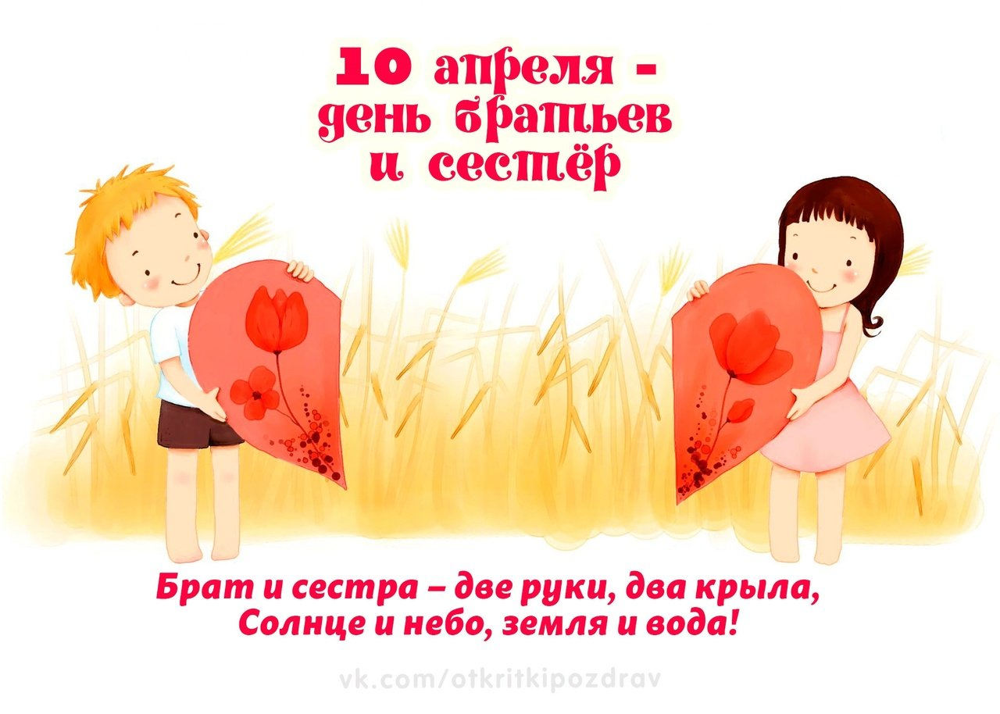 10 апреля -
день братьев
и сестёр
Брат и сестра – две руки, два крыла,
Солнце и небо, земля и вода!
vk.com/otkritkipozdrav